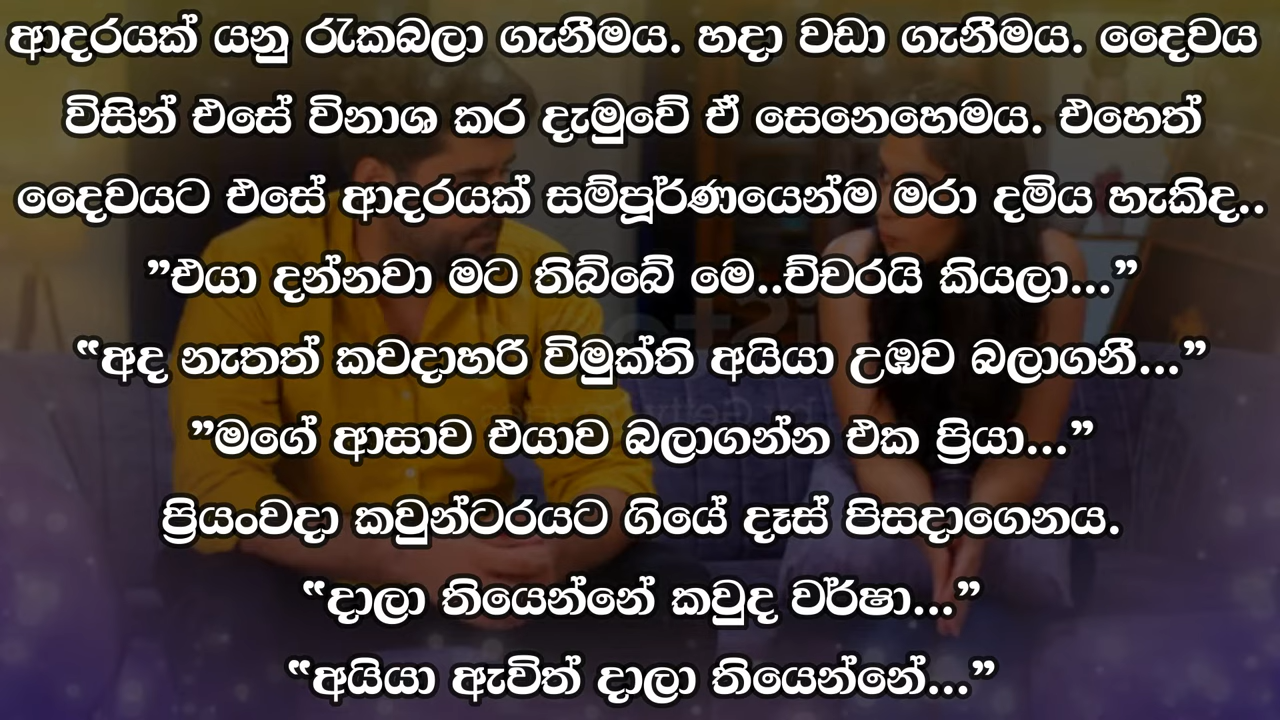 ආදරයක් යනු රැකබලා ගැනීමය. හදා වඩා ගැනීමය. දෛවය
විසින් එසේ විනාශ කර දැමුවේ ඒ සෙනෙහෙමය. එහෙත්
දෛවයට එසේ ආදරයක් සම්පූර්ණයෙන්ම මරා දමිය හැකිද..
”එයා දන්නවා මට තිබ්බේ මෙ..ච්චරයි කියලා...”
“අද නැතත් කවදාහරි විමුක්ති අයියා උඹව බලාගනී...”
”මගේ ආසාව එයාව බලාගන්න එක ප්‍රියා...”
ප්‍රියංවදා කවුන්ටරයට ගියේ දෑස් පිසදාගෙනය.
“දාලා තියෙන්නේ කවුද වර්ෂා...”
“අයියා ඇවිත් දාලා තියෙන්නේ...”